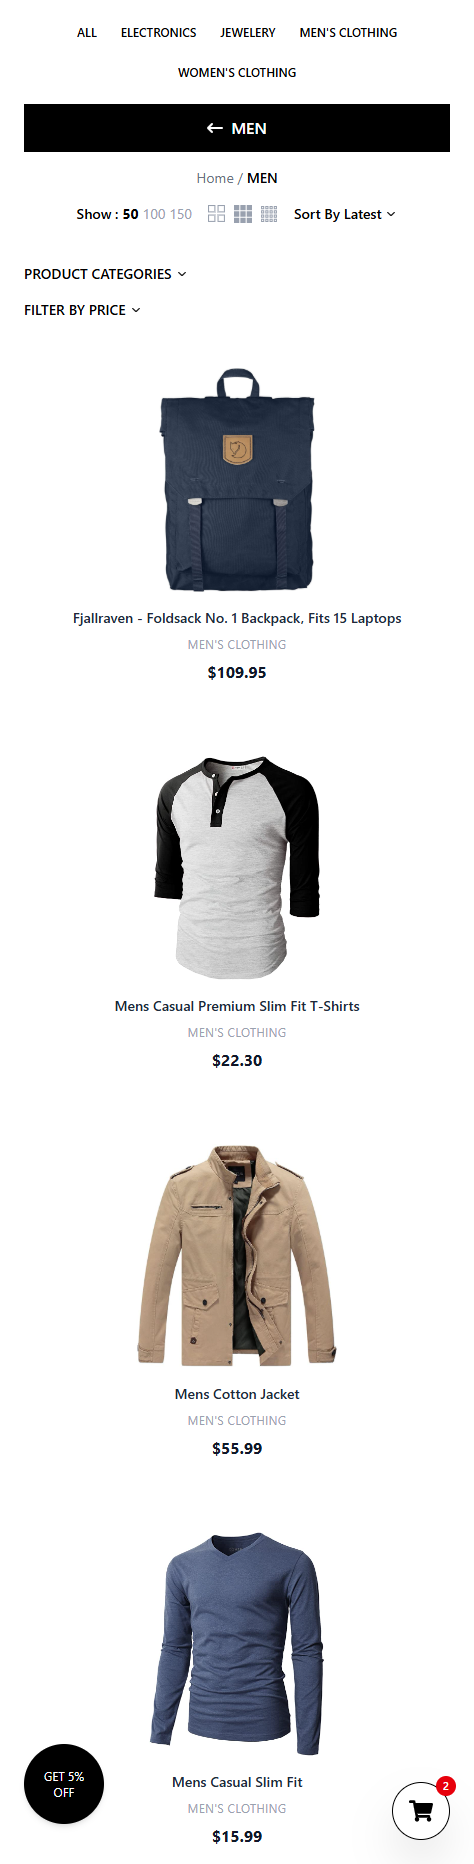 ALL ELECTRONICS JEWELERY MEN'S CLOTHING
WOMEN'S CLOTHING
MEN
Home / MEN
Show : 50 100 150 Sort By Latest
PRODUCT CATEGORIES
FILTER BY PRICE
Fjallraven - Foldsack No. 1 Backpack, Fits 15 Laptops
MEN'S CLOTHING
$109.95
Mens Casual Premium Slim Fit T-Shirts
MEN'S CLOTHING
$22.30
Mens Cotton Jacket
MEN'S CLOTHING
$55.99
Mens Casual Slim Fit
MEN'S CLOTHING
$15.99
GET 5%
OFF
2